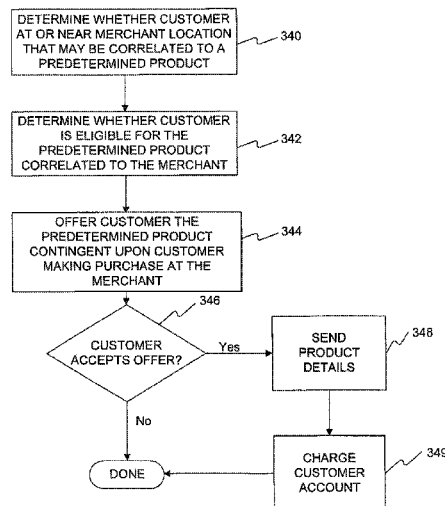 DETERMINE WHETHER CUSTOMER
AT OR NEAR MERCHANT LOCATION
THAT MAY BE CORRELATED TO A
PREDETERMINED PRODUCT
340
DETERMINE WHETHER CUSTOMER
IS ELIGIBLE FOR THE
PREDETERMINED PRODUCT
CORRELATED TO THE MERCHANT
342
OFFER CUSTOMER THE
PREDETERMINED PRODUCT
CONTINGENT UPON CUSTOMER
MAKING PURCHASE AT THE
MERCHANT
344
346
CUSTOMER
ACCEPTS OFFER?
Yes
SEND
PRODUCT
DETAILS
348
No
DONE
CHARGE
CUSTOMER
ACCOUNT
349